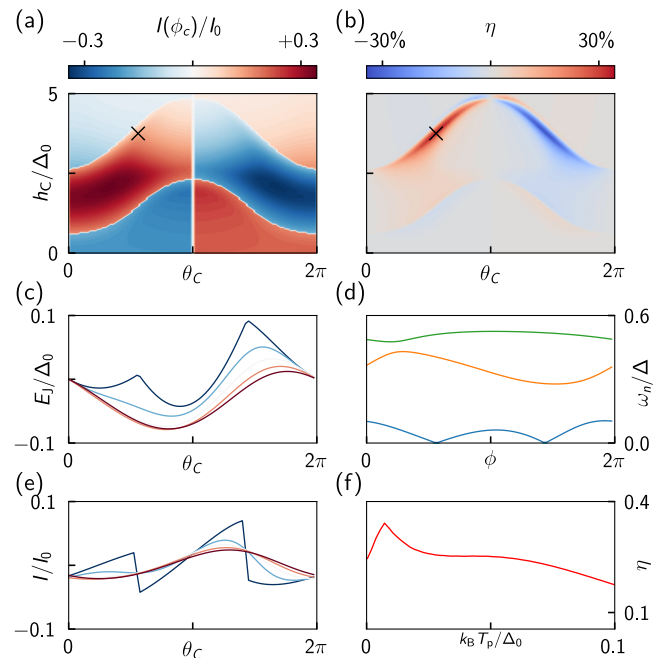 (a) I(ϕ_c)/I_0 (b) η
−0.3 +0.3 −30% 30%
5
h_C/Δ_0
0
0 θ_C 2π 0 θ_C 2π
(c) (d)
0.1 0.6
E_J/Δ_0 ω_n/Δ
−0.1 0.0
0 θ_C 2π 0 ϕ 2π
(e) (f)
0.1 0.4
I/I_0 η
0.1
−0.1
0 θ_C 2π 0 k_B T_p/Δ_0 0.1